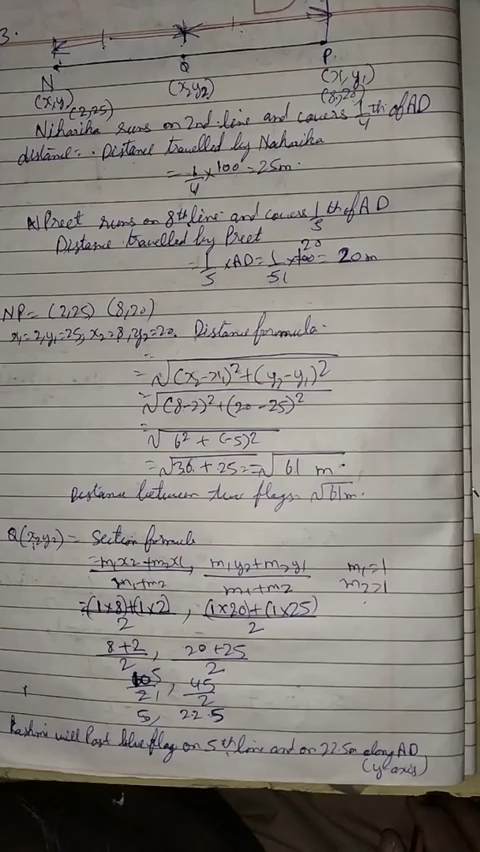 3.
N Q P
(x,y) (x,y2) (x1,y1)
(2,25) (8,20)
Niharika runs on 2nd line and covers 1/4 th of AD
distance = . Distance travelled by Naharika
= 1/4 × 100 = 25m.
Preet runs on 8th line and covers 1/5 th of AD
Distance travelled by Preet
= 1/5 × AD = 1/5 × 100 = 20m
NP = (2,25) (8,20)
x1=2, y1=25, x2=8, y2=20. Distance formula.
= √(x2-x1)²+(y2-y1)²
= √(8-2)²+(20-25)²
= √6² + (-5)²
= √36+25 = √61 m.
Distance between two flags = √61m.
Q(x,y2) = Section formula
= m1x2+m2x1/m1+m2, m1y2+m2y1/m1+m2 m1=1 m2=1
= (1×8)+(1×2)/2, (1×20)+(1×25)/2
8+2/2, 20+25/2
10/2, 45/2
5, 22.5
Rashmi will Post blue flag on 5th line and on 22.5m along AD
(y-axis)